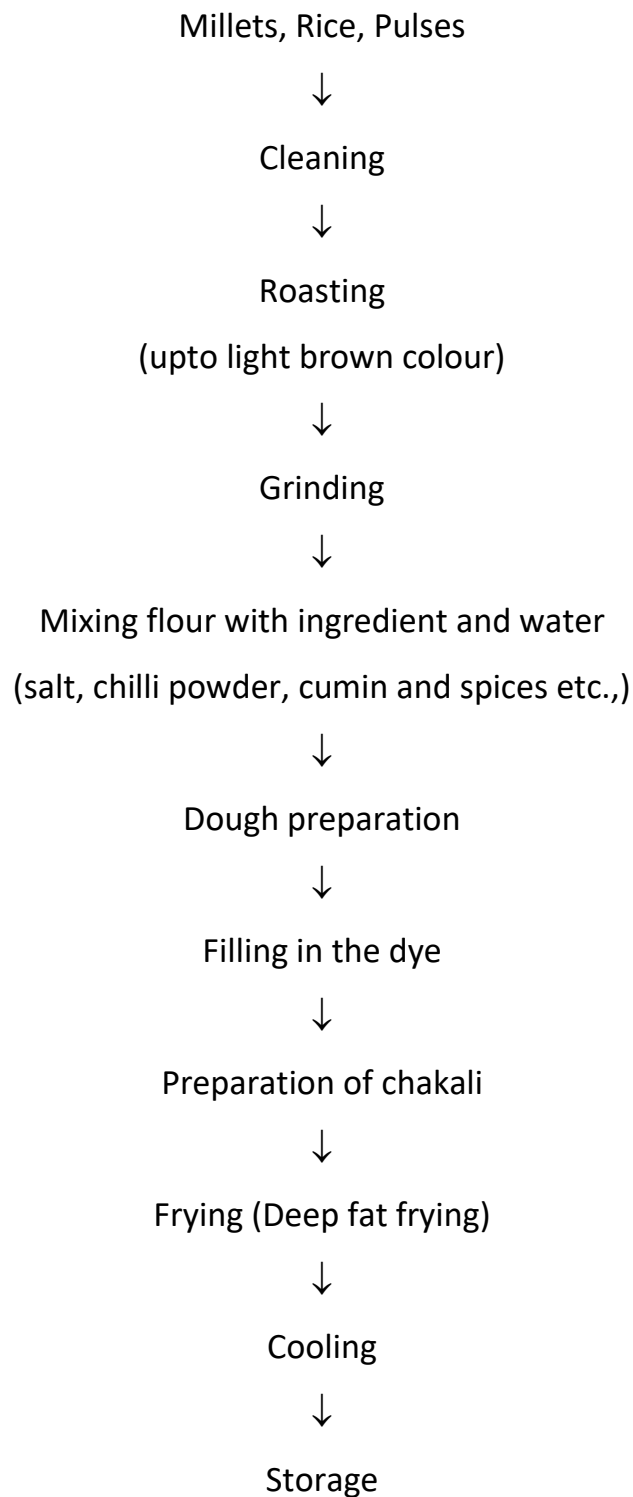 Millets, Rice, Pulses
↓
Cleaning
↓
Roasting
(upto light brown colour)
↓
Grinding
↓
Mixing flour with ingredient and water
(salt, chilli powder, cumin and spices etc.,)
↓
Dough preparation
↓
Filling in the dye
↓
Preparation of chakali
↓
Frying (Deep fat frying)
↓
Cooling
↓
Storage